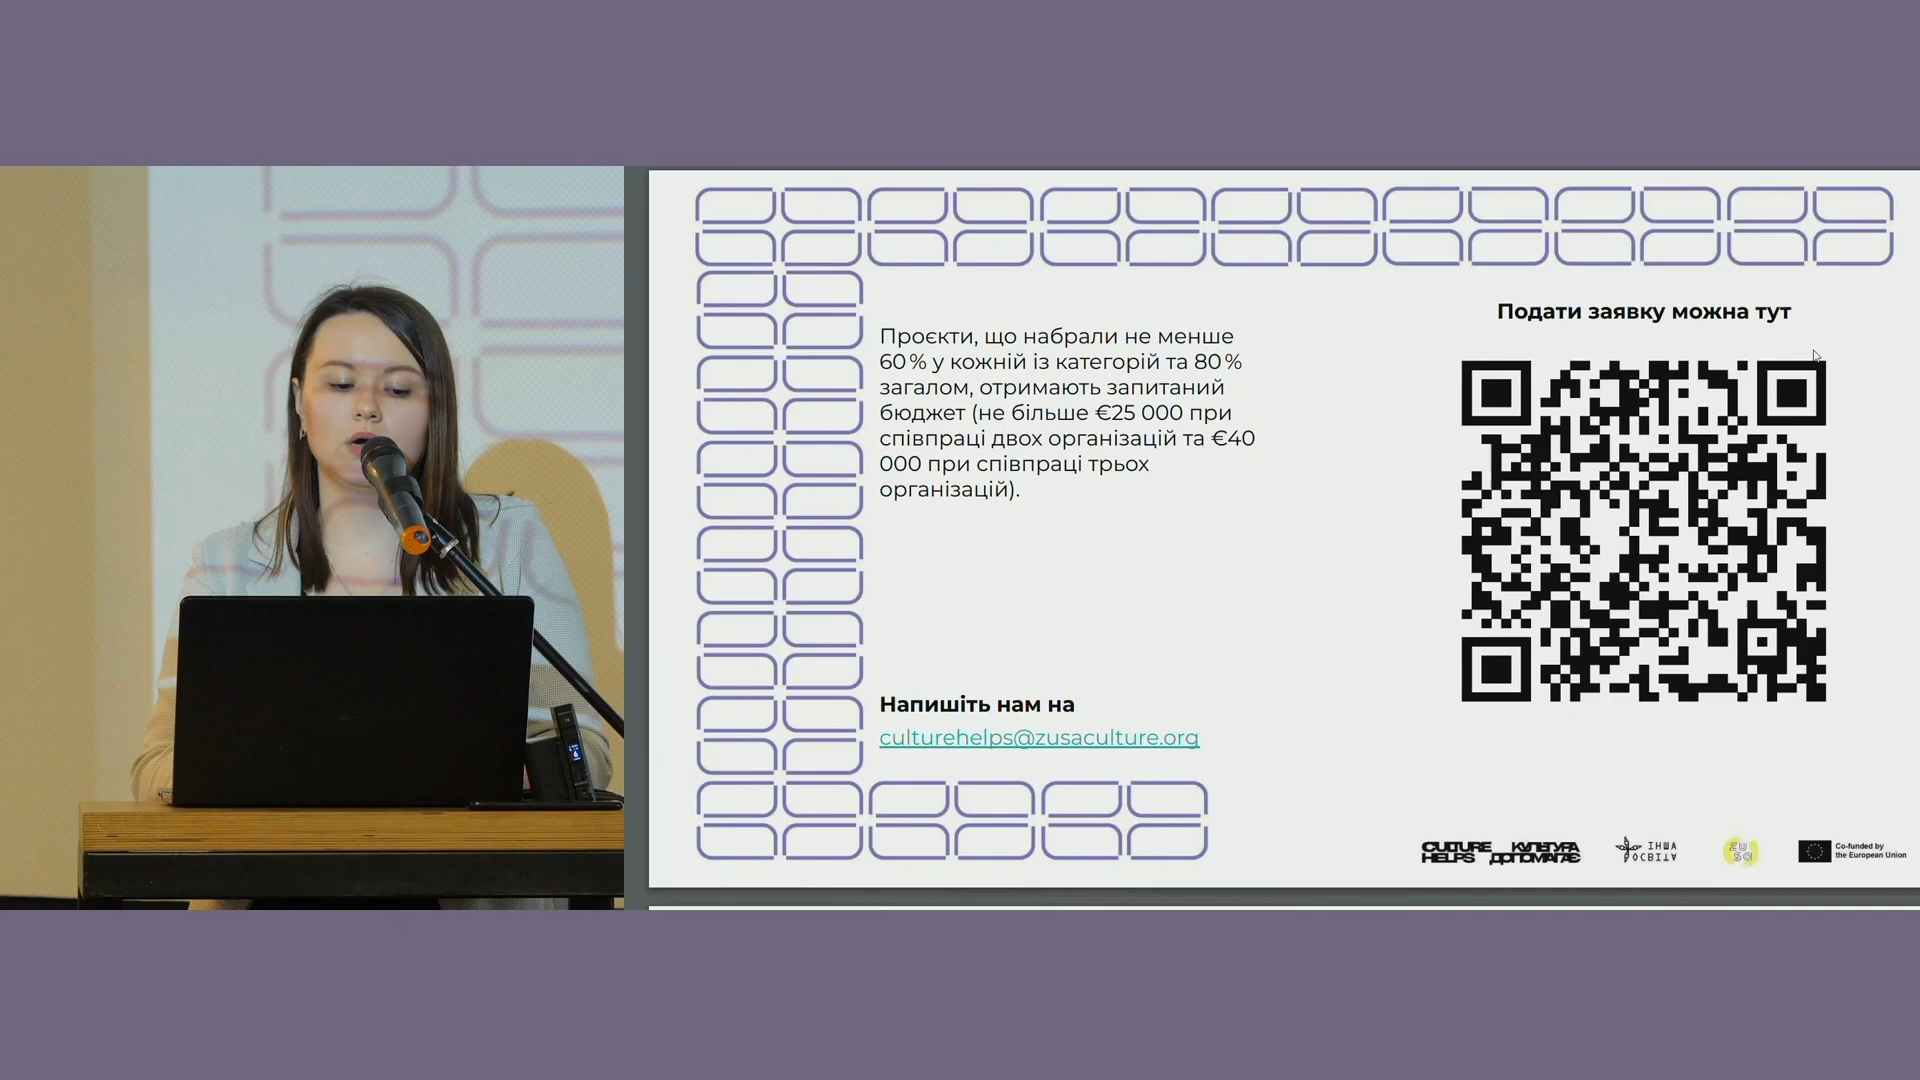 Подати заявку можна тут
Проєкти, що набрали не менше
60 % у кожній із категорій та 80 %
загалом, отримають запитаний
бюджет (не більше €25 000 при
співпраці двох організацій та €40
000 при співпраці трьох
організацій).
Напишіть нам на
culturehelps@zusaculture.org
CULTURE HELPS
КУЛЬТУРА ДОПОМАГАЄ
ІНША
ОСВІТА
ZU
SA
Co-funded by
the European Union